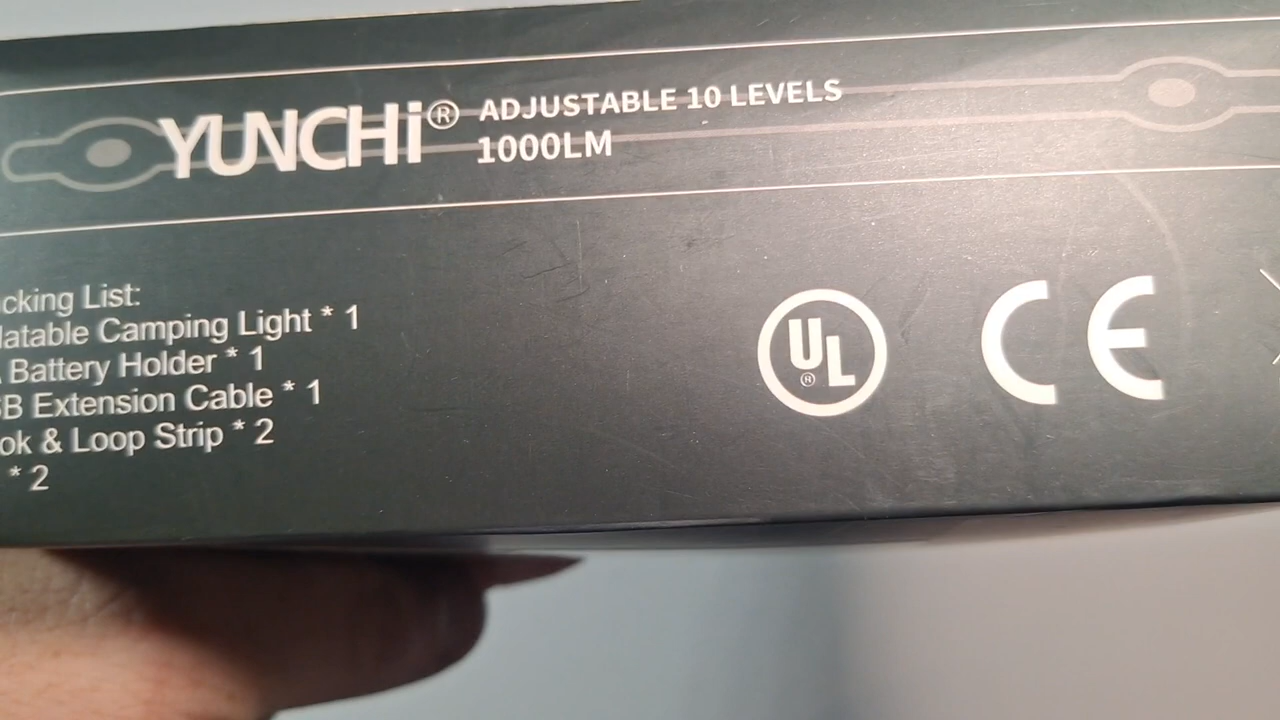 YUNCHi® ADJUSTABLE 10 LEVELS
1000LM
cking List:
latable Camping Light * 1
Battery Holder * 1
B Extension Cable * 1
ok & Loop Strip * 2
* 2
UL®
CE